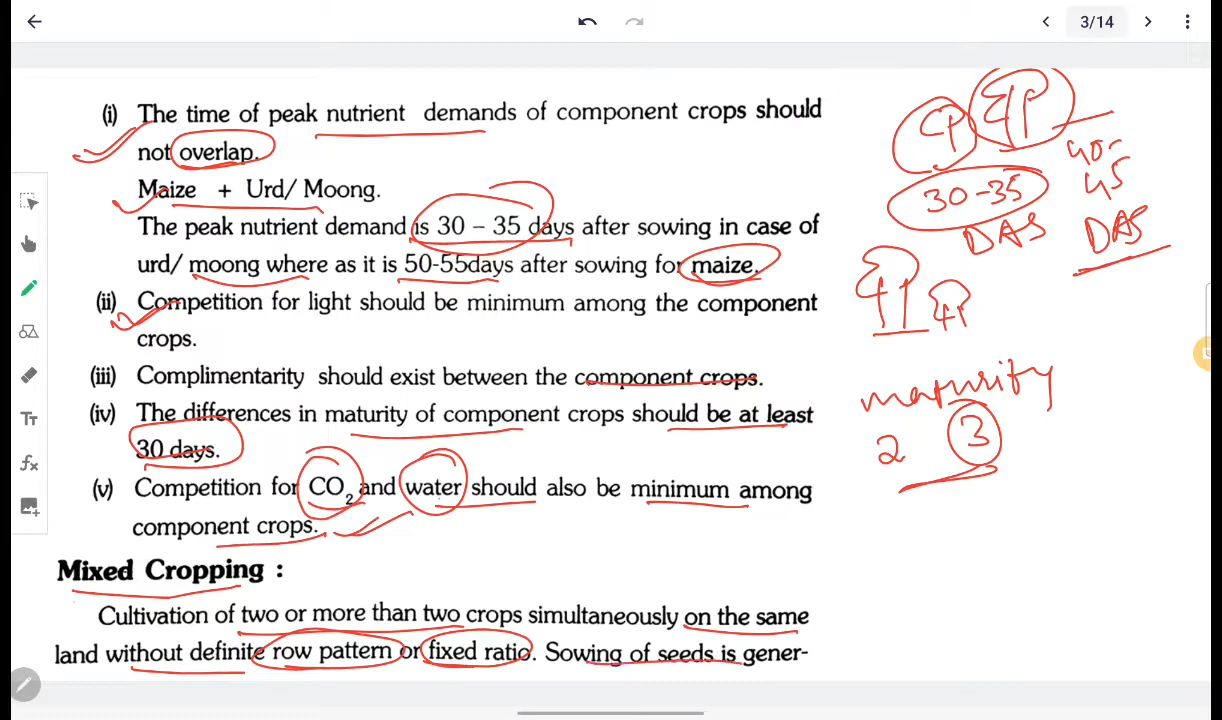 3/14
(i) The time of peak nutrient demands of component crops should
not overlap.
Maize + Urd/ Moong.
The peak nutrient demand is 30 – 35 days after sowing in case of
urd/ moong where as it is 50-55days after sowing for maize.
(ii) Competition for light should be minimum among the component
crops.
(iii) Complimentarity should exist between the component crops.
(iv) The differences in maturity of component crops should be at least
30 days.
(v) Competition for CO₂ and water should also be minimum among
component crops.
Mixed Cropping :
Cultivation of two or more than two crops simultaneously on the same
land without definite row pattern or fixed ratio. Sowing of seeds is gener-
30-35
DAS
40-
45
DAS
maturity
2 3
Tт
fx